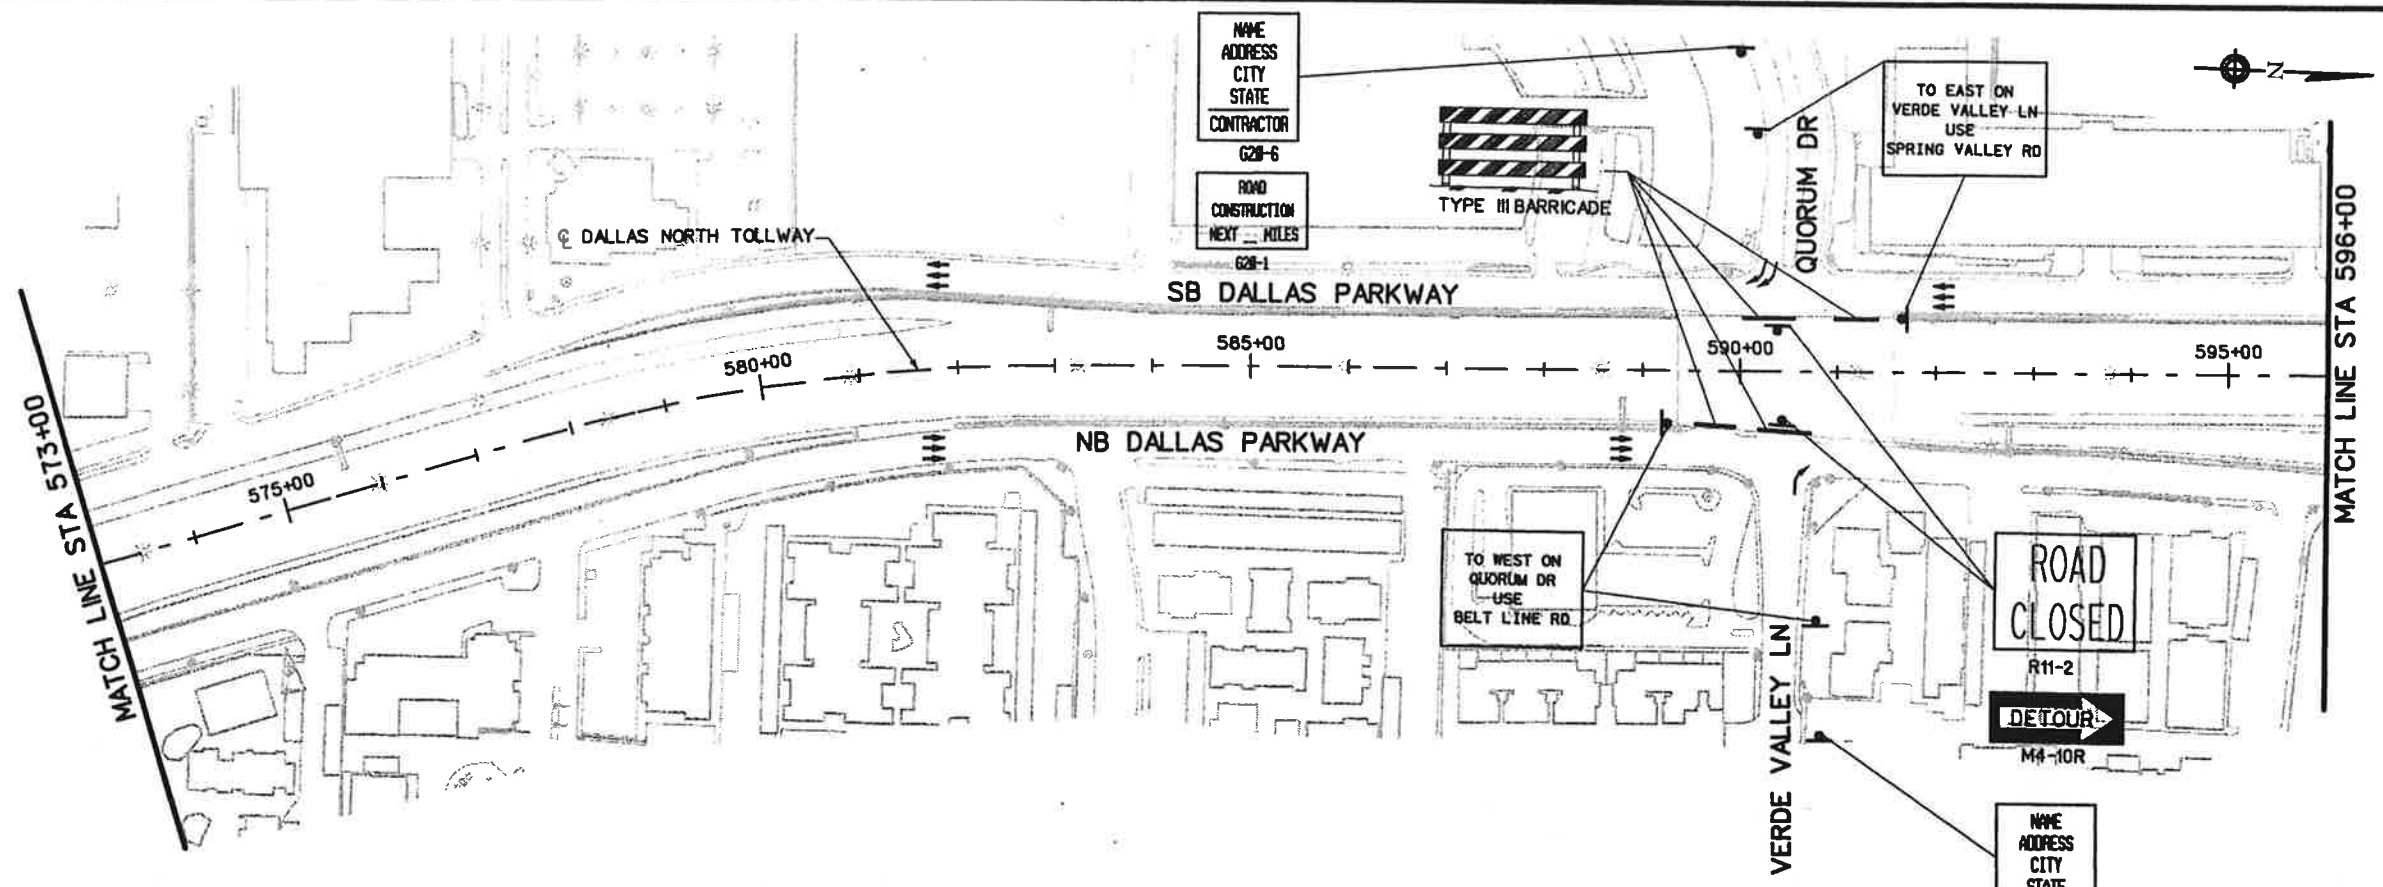 NAME
ADDRESS
CITY
STATE
CONTRACTOR
G20-6
ROAD
CONSTRUCTION
NEXT __ MILES
G20-1
TYPE III BARRICADE
QUORUM DR
TO EAST ON
VERDE VALLEY LN
USE
SPRING VALLEY RD
N
℄ DALLAS NORTH TOLLWAY
SB DALLAS PARKWAY
575+00
580+00
585+00
590+00
595+00
NB DALLAS PARKWAY
MATCH LINE STA 573+00
MATCH LINE STA 596+00
TO WEST ON
QUORUM DR
USE
BELT LINE RD
VERDE VALLEY LN
ROAD
CLOSED
R11-2
DETOUR
M4-10R
NAME
ADDRESS
CITY
STATE